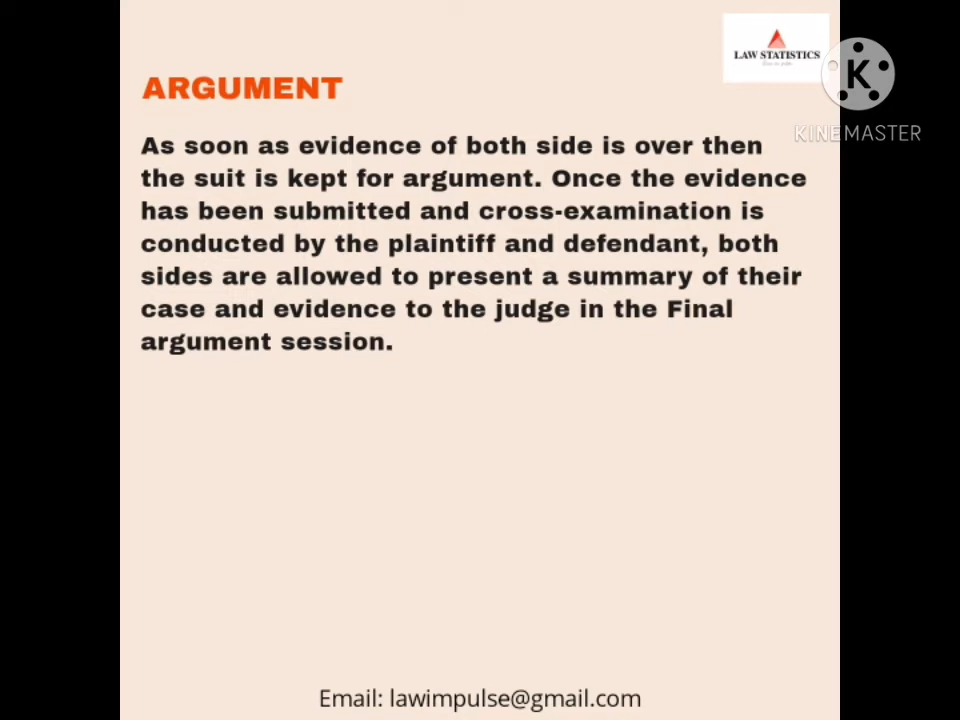 LAW STATISTICS
K
KINEMASTER
ARGUMENT
As soon as evidence of both side is over then
the suit is kept for argument. Once the evidence
has been submitted and cross-examination is
conducted by the plaintiff and defendant, both
sides are allowed to present a summary of their
case and evidence to the judge in the Final
argument session.
Email: lawimpulse@gmail.com